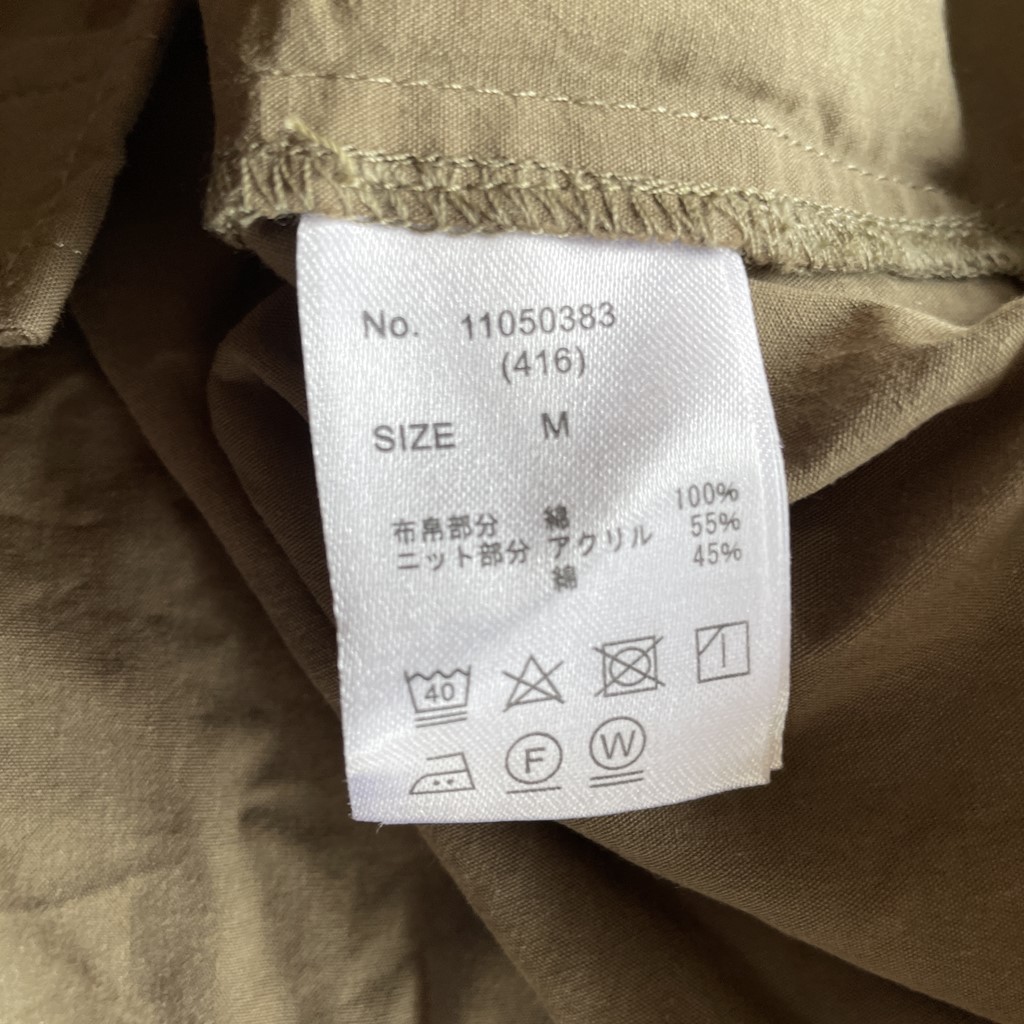 No. 11050383
(416)
SIZE M
布帛部分 綿 100%
ニット部分 アクリル 55%
綿 45%
40
F W